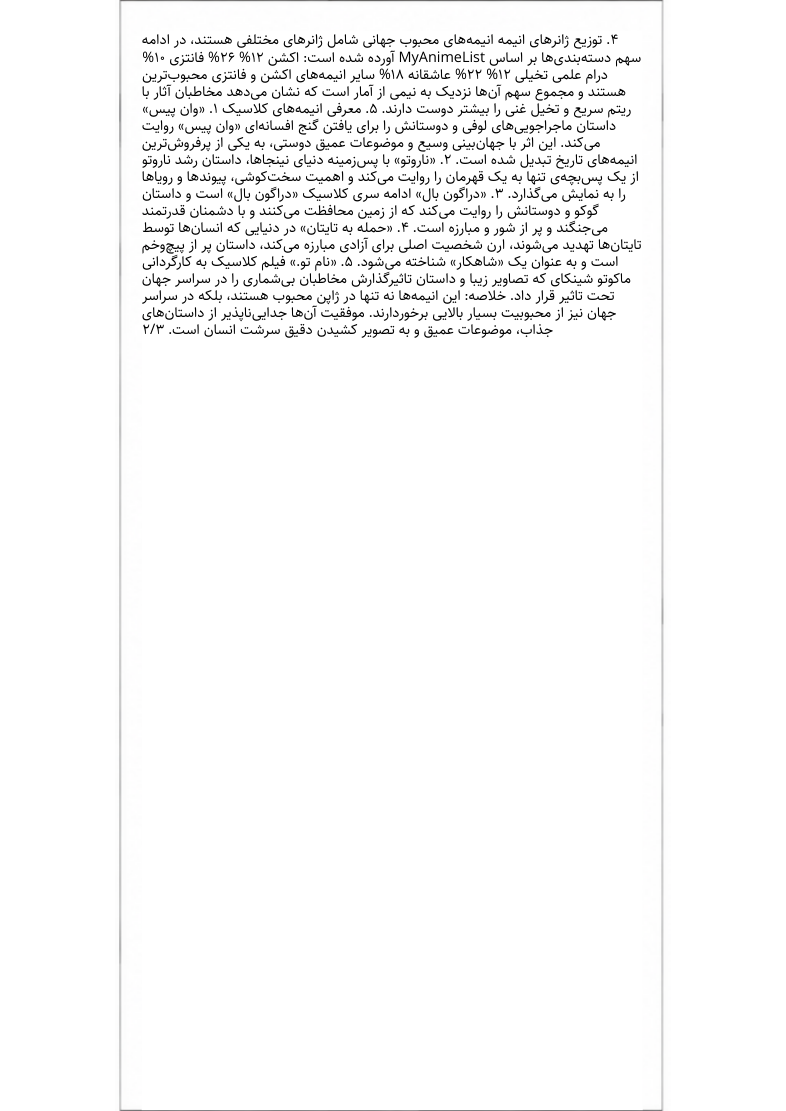 ۴. توزیع ژانرهای انیمه انیمه‌های محبوب جهانی شامل ژانرهای مختلفی هستند، در ادامه
سهم دسته‌بندی‌ها بر اساس MyAnimeList آورده شده است: اکشن ۱۲% ۲۶% فانتزی ۱۰%
درام علمی تخیلی ۱۲% ۲۲% عاشقانه ۱۸% سایر انیمه‌های اکشن و فانتزی محبوب‌ترین
هستند و مجموع سهم آن‌ها نزدیک به نیمی از آمار است که نشان می‌دهد مخاطبان آثار با
ریتم سریع و تخیل غنی را بیشتر دوست دارند. ۵. معرفی انیمه‌های کلاسیک ۱. «وان پیس»
داستان ماجراجویی‌های لوفی و دوستانش را برای یافتن گنج افسانه‌ای «وان پیس» روایت
می‌کند. این اثر با جهان‌بینی وسیع و موضوعات عمیق دوستی، به یکی از پرفروش‌ترین
انیمه‌های تاریخ تبدیل شده است. ۲. «ناروتو» با پس‌زمینه دنیای نینجاها، داستان رشد ناروتو
از یک پسربچه‌ی تنها به یک قهرمان را روایت می‌کند و اهمیت سخت‌کوشی، پیوندها و رویاها
را به نمایش می‌گذارد. ۳. «دراگون بال» ادامه سری کلاسیک «دراگون بال» است و داستان
گوکو و دوستانش را روایت می‌کند که از زمین محافظت می‌کنند و با دشمنان قدرتمند
می‌جنگند و پر از شور و مبارزه است. ۴. «حمله به تایتان» در دنیایی که انسان‌ها توسط
تایتان‌ها تهدید می‌شوند، ارن شخصیت اصلی برای آزادی مبارزه می‌کند، داستان پر از پیچ‌وخم
است و به عنوان یک «شاهکار» شناخته می‌شود. ۵. «نام تو.» فیلم کلاسیک به کارگردانی
ماکوتو شینکای که تصاویر زیبا و داستان تاثیرگذارش مخاطبان بی‌شماری را در سراسر جهان
تحت تاثیر قرار داد. خلاصه: این انیمه‌ها نه تنها در ژاپن محبوب هستند، بلکه در سراسر
جهان نیز از محبوبیت بسیار بالایی برخوردارند. موفقیت آن‌ها جدایی‌ناپذیر از داستان‌های
جذاب، موضوعات عمیق و به تصویر کشیدن دقیق سرشت انسان است. ۲/۳